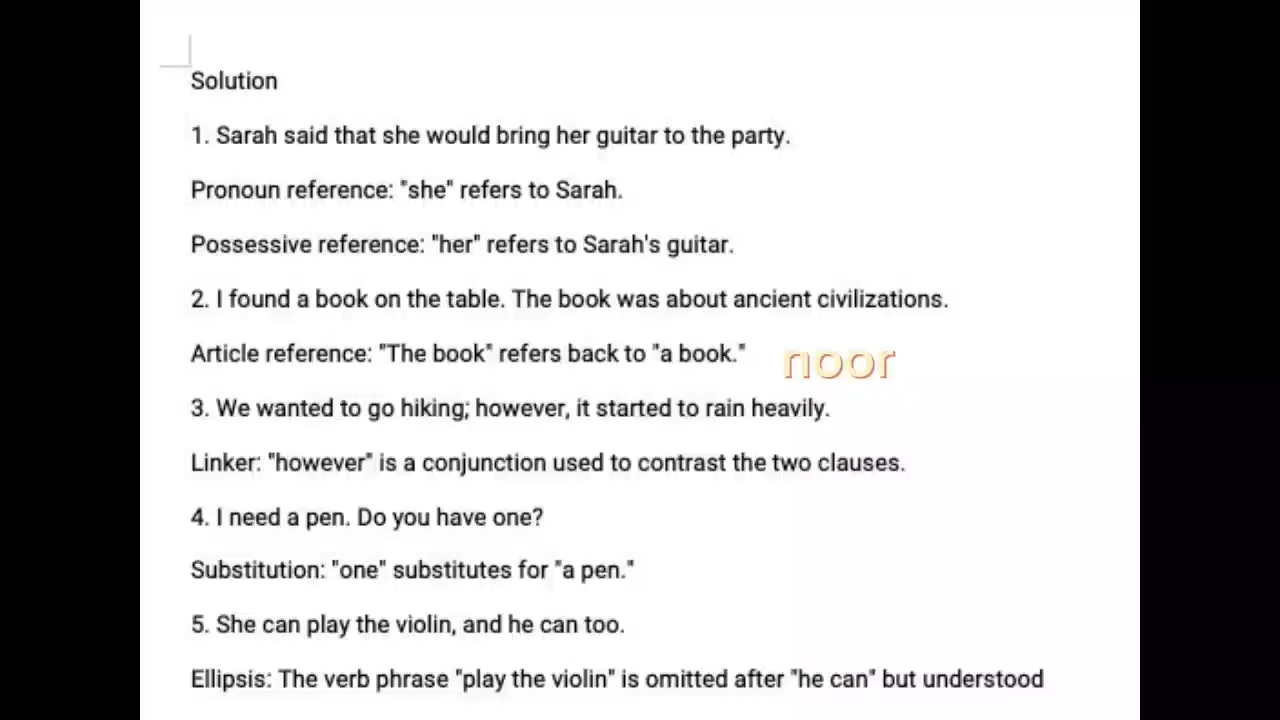 Solution
1. Sarah said that she would bring her guitar to the party.
Pronoun reference: "she" refers to Sarah.
Possessive reference: "her" refers to Sarah's guitar.
2. I found a book on the table. The book was about ancient civilizations.
Article reference: "The book" refers back to "a book."
noor
3. We wanted to go hiking; however, it started to rain heavily.
Linker: "however" is a conjunction used to contrast the two clauses.
4. I need a pen. Do you have one?
Substitution: "one" substitutes for "a pen."
5. She can play the violin, and he can too.
Ellipsis: The verb phrase "play the violin" is omitted after "he can" but understood